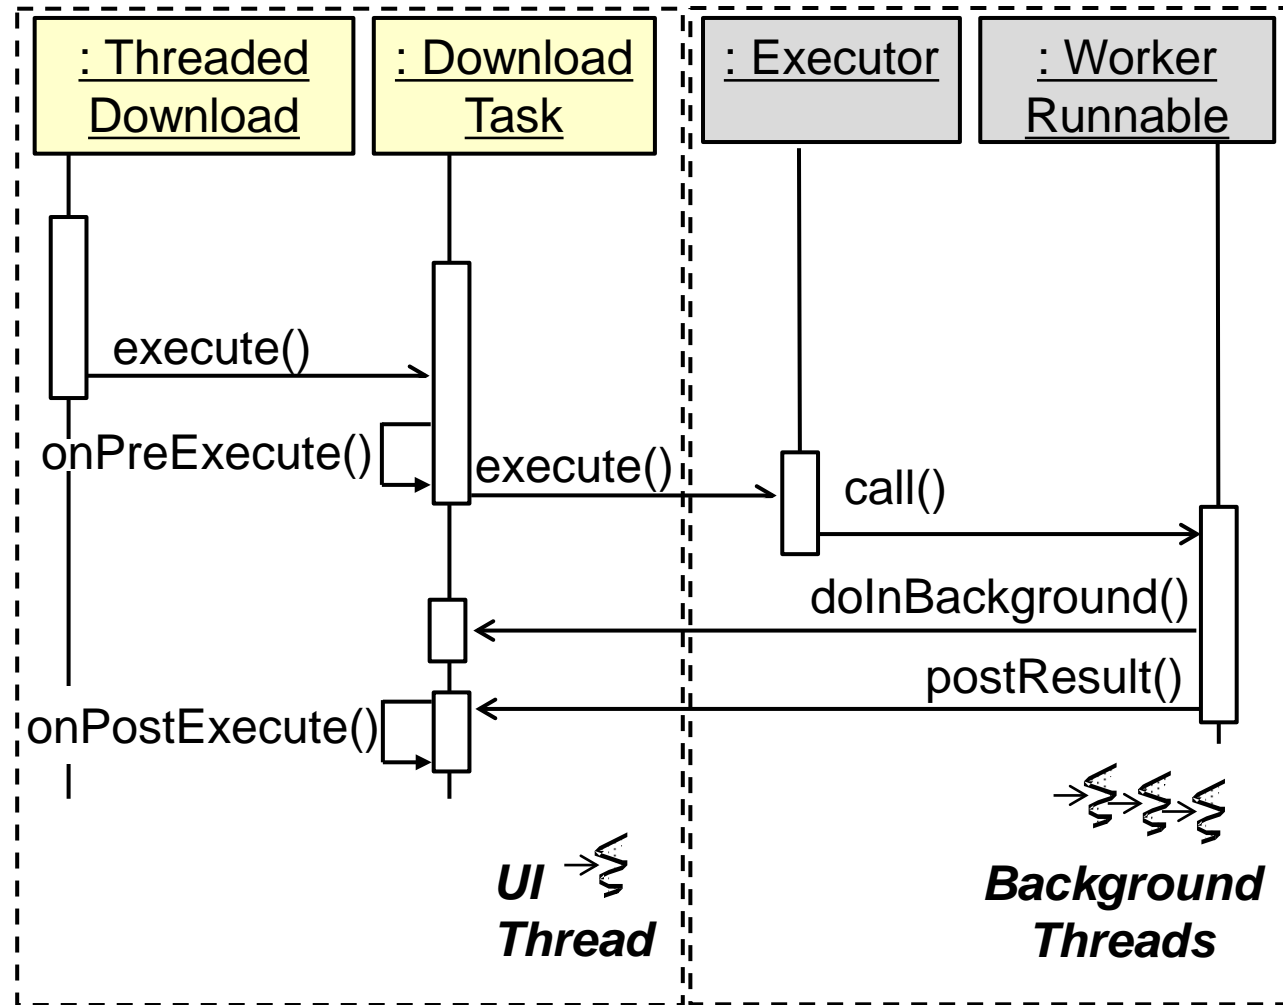 : Threaded
Download
: Download
Task
: Executor
: Worker
Runnable
execute()
onPreExecute()
execute()
call()
doInBackground()
postResult()
onPostExecute()
UI
Thread
Background
Threads